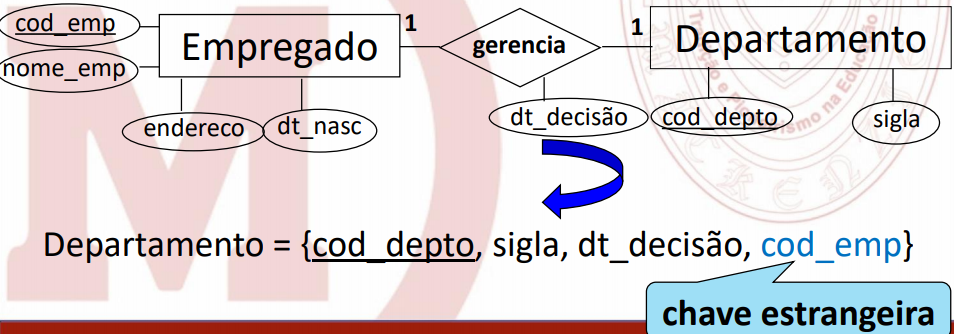 cod_emp
nome_emp
Empregado
endereco
dt_nasc
1
gerencia
dt_decisão
1
Departamento
cod_depto
sigla
Departamento = {cod_depto, sigla, dt_decisão, cod_emp}
chave estrangeira